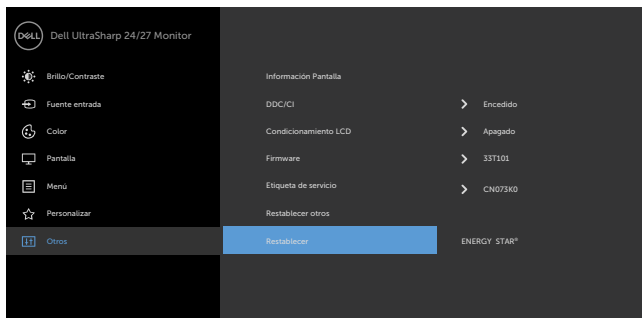 DELL Dell UltraSharp 24/27 Monitor
Brillo/Contraste
Fuente entrada
Color
Pantalla
Menú
Personalizar
Otros
Información Pantalla
DDC/CI Encedido
Condicionamiento LCD Apagado
Firmware 33T101
Etiqueta de servicio CN073K0
Restablecer otros
Restablecer ENERGY STAR®